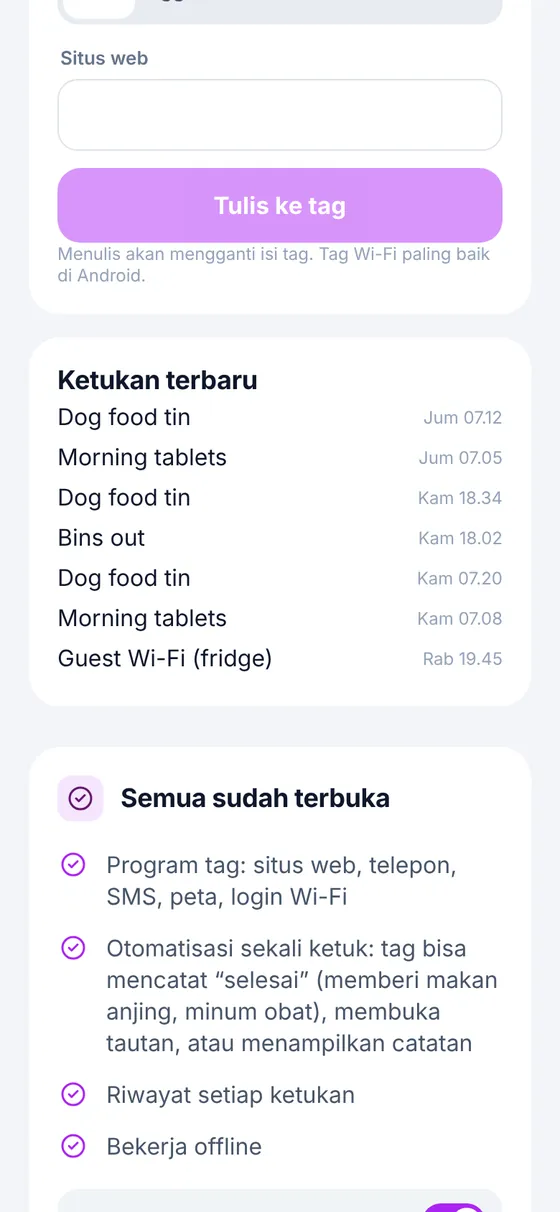 Situs web
Tulis ke tag
Menulis akan mengganti isi tag. Tag Wi-Fi paling baik
di Android.
Ketukan terbaru
Dog food tin Jum 07.12
Morning tablets Jum 07.05
Dog food tin Kam 18.34
Bins out Kam 18.02
Dog food tin Kam 07.20
Morning tablets Kam 07.08
Guest Wi-Fi (fridge) Rab 19.45
Semua sudah terbuka
Program tag: situs web, telepon,
SMS, peta, login Wi-Fi
Otomatisasi sekali ketuk: tag bisa
mencatat “selesai” (memberi makan
anjing, minum obat), membuka
tautan, atau menampilkan catatan
Riwayat setiap ketukan
Bekerja offline